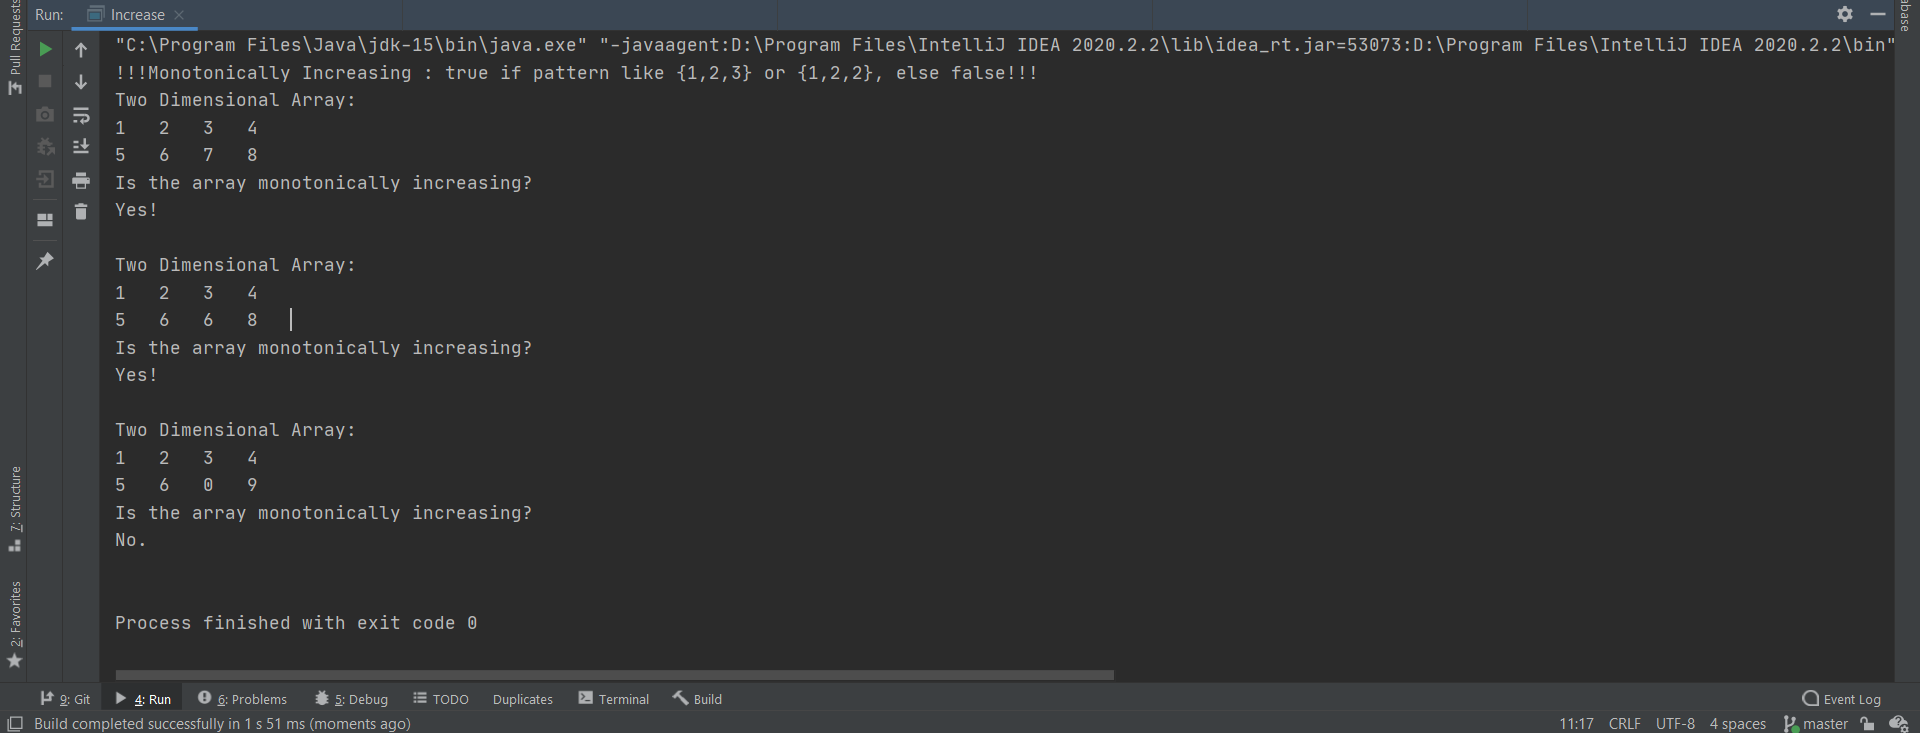 Run: Increase
Pull Requests
abase
"C:\Program Files\Java\jdk-15\bin\java.exe" "-javaagent:D:\Program Files\IntelliJ IDEA 2020.2.2\lib\idea_rt.jar=53073:D:\Program Files\IntelliJ IDEA 2020.2.2\bin"
!!!Monotonically Increasing : true if pattern like {1,2,3} or {1,2,2}, else false!!!
Two Dimensional Array:
1 2 3 4
5 6 7 8
Is the array monotonically increasing?
Yes!
Two Dimensional Array:
1 2 3 4
5 6 6 8
Is the array monotonically increasing?
Yes!
Two Dimensional Array:
1 2 3 4
5 6 0 9
Is the array monotonically increasing?
No.
Process finished with exit code 0
7: Structure
2: Favorites
9: Git 4: Run 6: Problems 5: Debug TODO Duplicates Terminal Build Event Log
Build completed successfully in 1 s 51 ms (moments ago) 11:17 CRLF UTF-8 4 spaces master